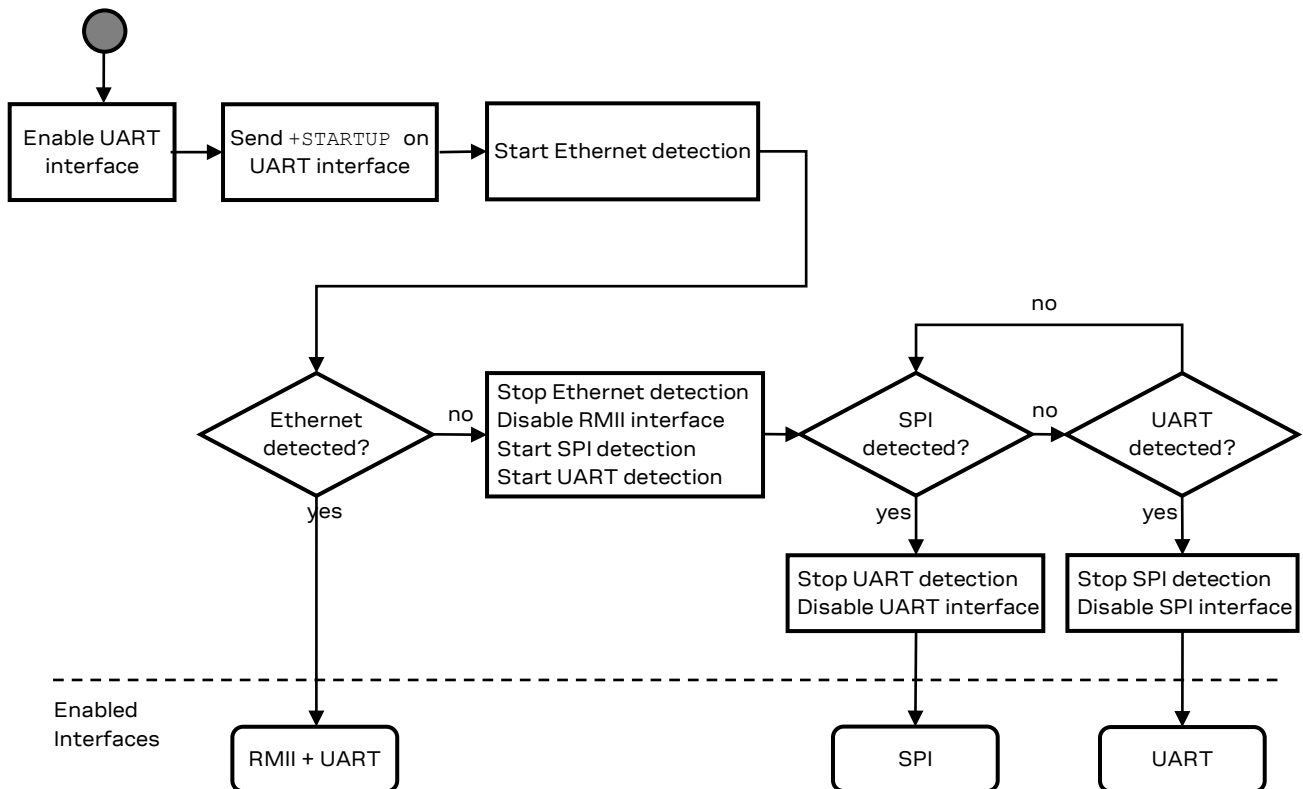 Enable UART
interface
Send +STARTUP on
UART interface
Start Ethernet detection
no
Ethernet
detected?
no
Stop Ethernet detection
Disable RMII interface
Start SPI detection
Start UART detection
SPI
detected?
no
UART
detected?
yes
yes
yes
Stop UART detection
Disable UART interface
Stop SPI detection
Disable SPI interface
Enabled
Interfaces
RMII + UART
SPI
UART